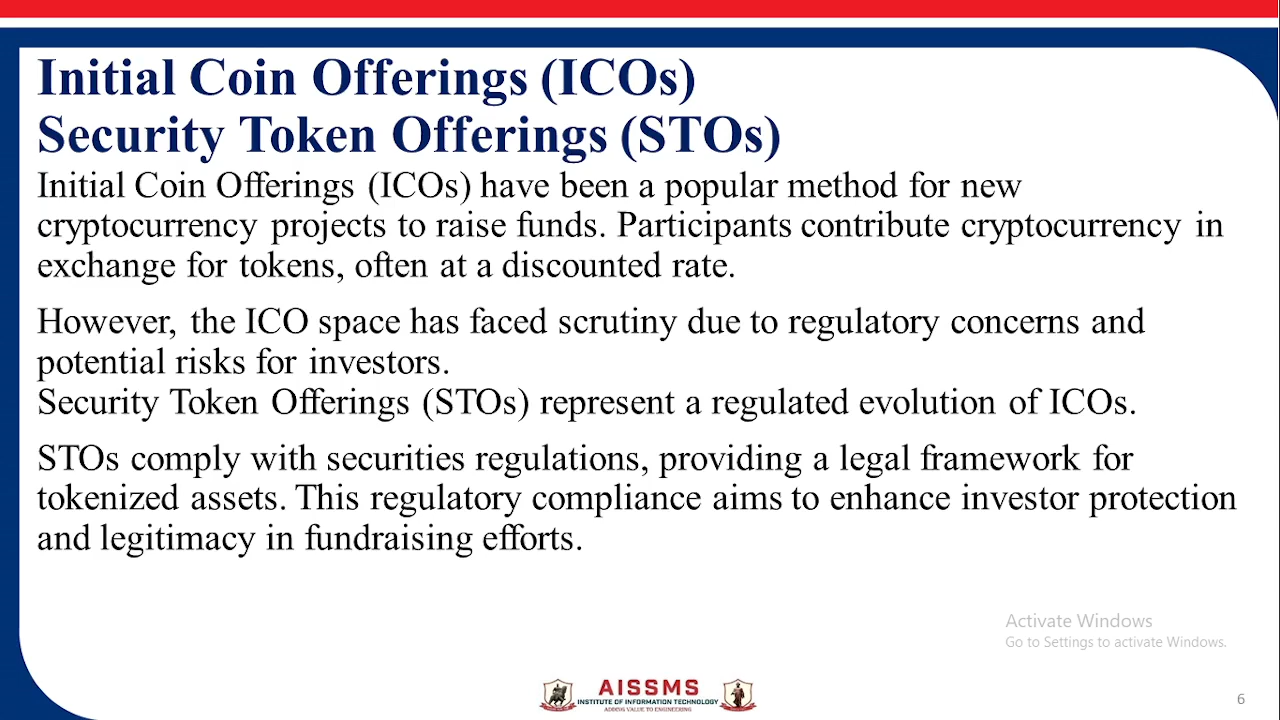 Initial Coin Offerings (ICOs)
Security Token Offerings (STOs)
Initial Coin Offerings (ICOs) have been a popular method for new
cryptocurrency projects to raise funds. Participants contribute cryptocurrency in
exchange for tokens, often at a discounted rate.
However, the ICO space has faced scrutiny due to regulatory concerns and
potential risks for investors.
Security Token Offerings (STOs) represent a regulated evolution of ICOs.
STOs comply with securities regulations, providing a legal framework for
tokenized assets. This regulatory compliance aims to enhance investor protection
and legitimacy in fundraising efforts.
Activate Windows
Go to Settings to activate Windows.
AISSMS
INSTITUTE OF INFORMATION TECHNOLOGY
ADDING VALUE TO ENGINEERING
6